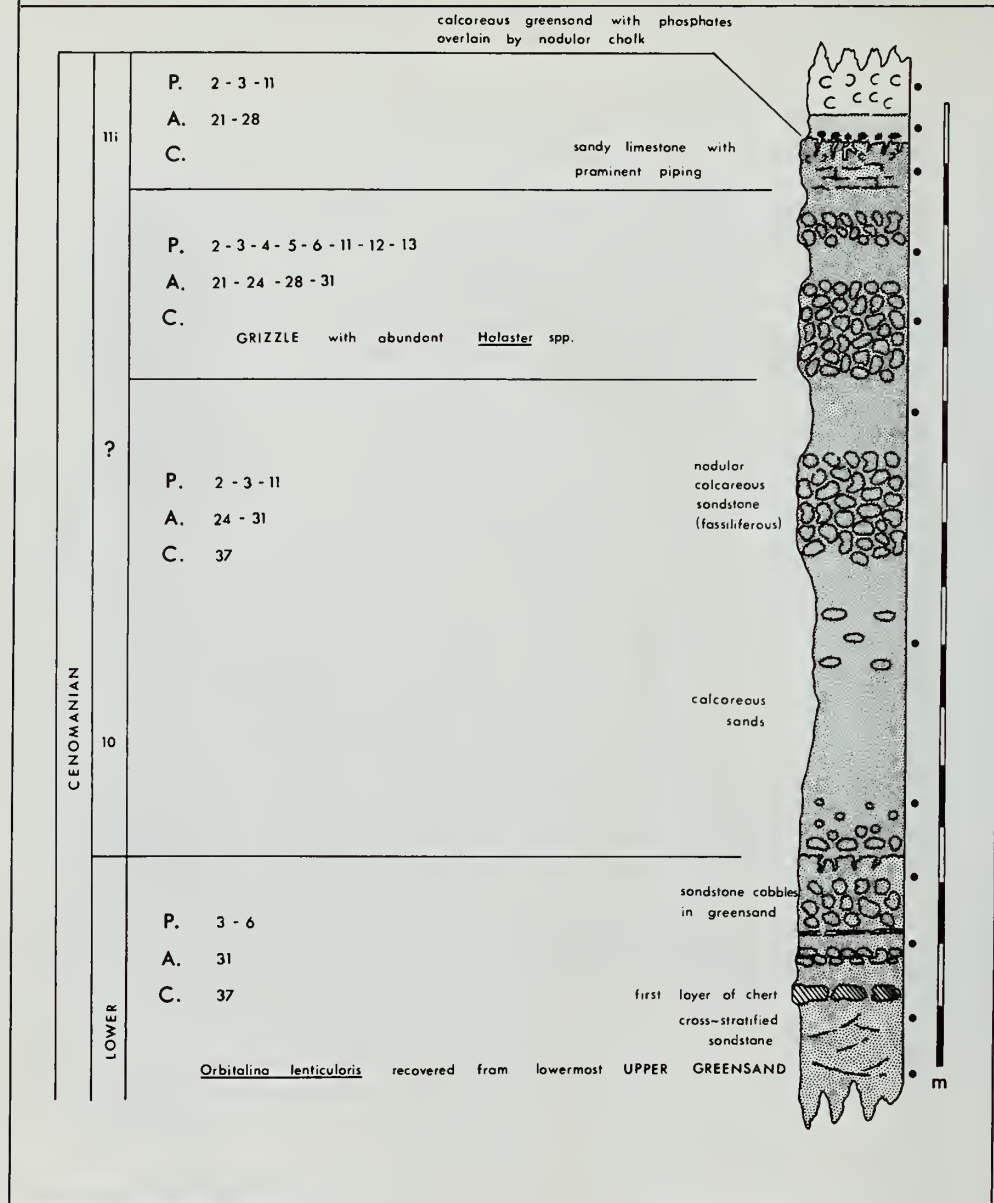 calcareous greensand with phosphates
overlain by nodular chalk
P. 2 - 3 - 11
A. 21 - 28
11i
C.
sandy limestone with
prominent piping
P. 2 - 3 - 4 - 5 - 6 - 11 - 12 - 13
A. 21 - 24 - 28 - 31
C.
GRIZZLE with abundant Holaster spp.
?
nodular
calcareous
sandstone
(fossiliferous)
P. 2 - 3 - 11
A. 24 - 31
C. 37
calcareous
sands
10
LOWER CENOMANIAN
sandstone cobbles
in greensand
P. 3 - 6
A. 31
C. 37
first layer of chert
cross-stratified
sandstone
Orbitolina lenticularis recovered from lowermost UPPER GREENSAND
m